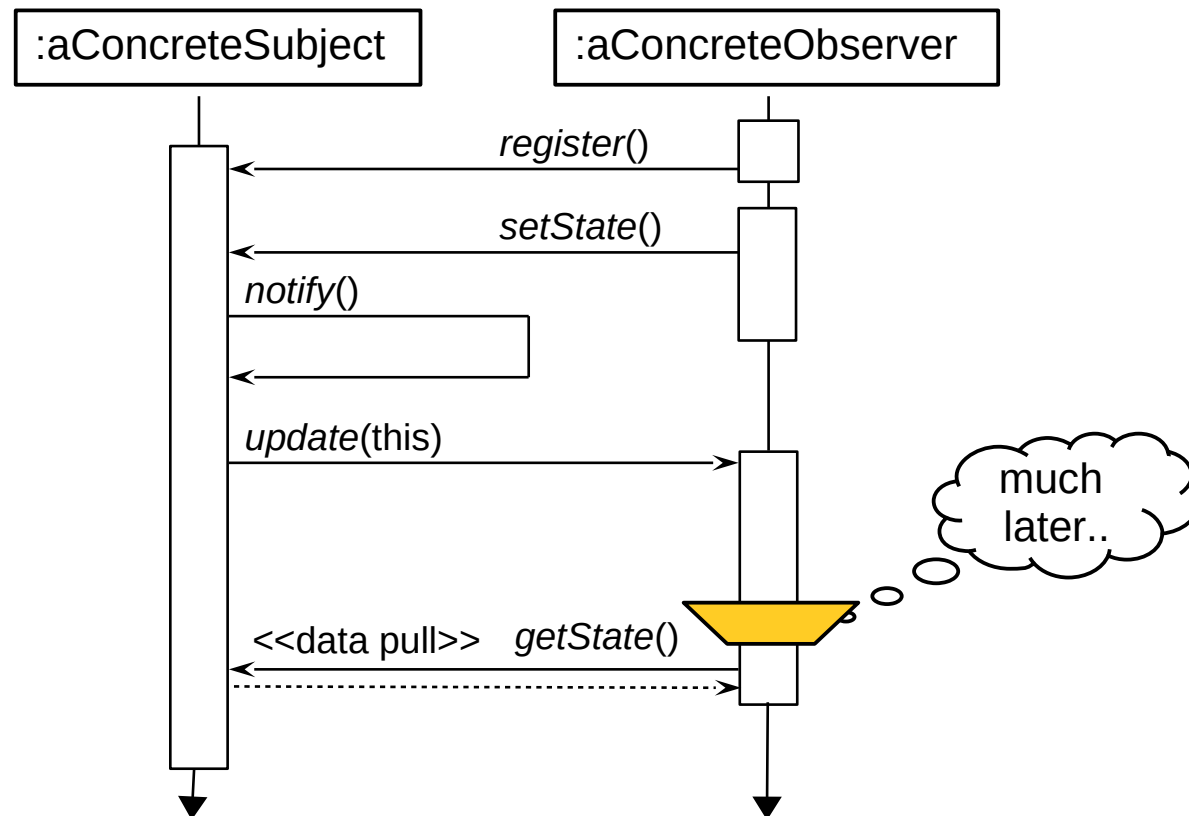 :aConcreteSubject
:aConcreteObserver
register()
setState()
notify()
update(this)
much
later..
<<data pull>> getState()